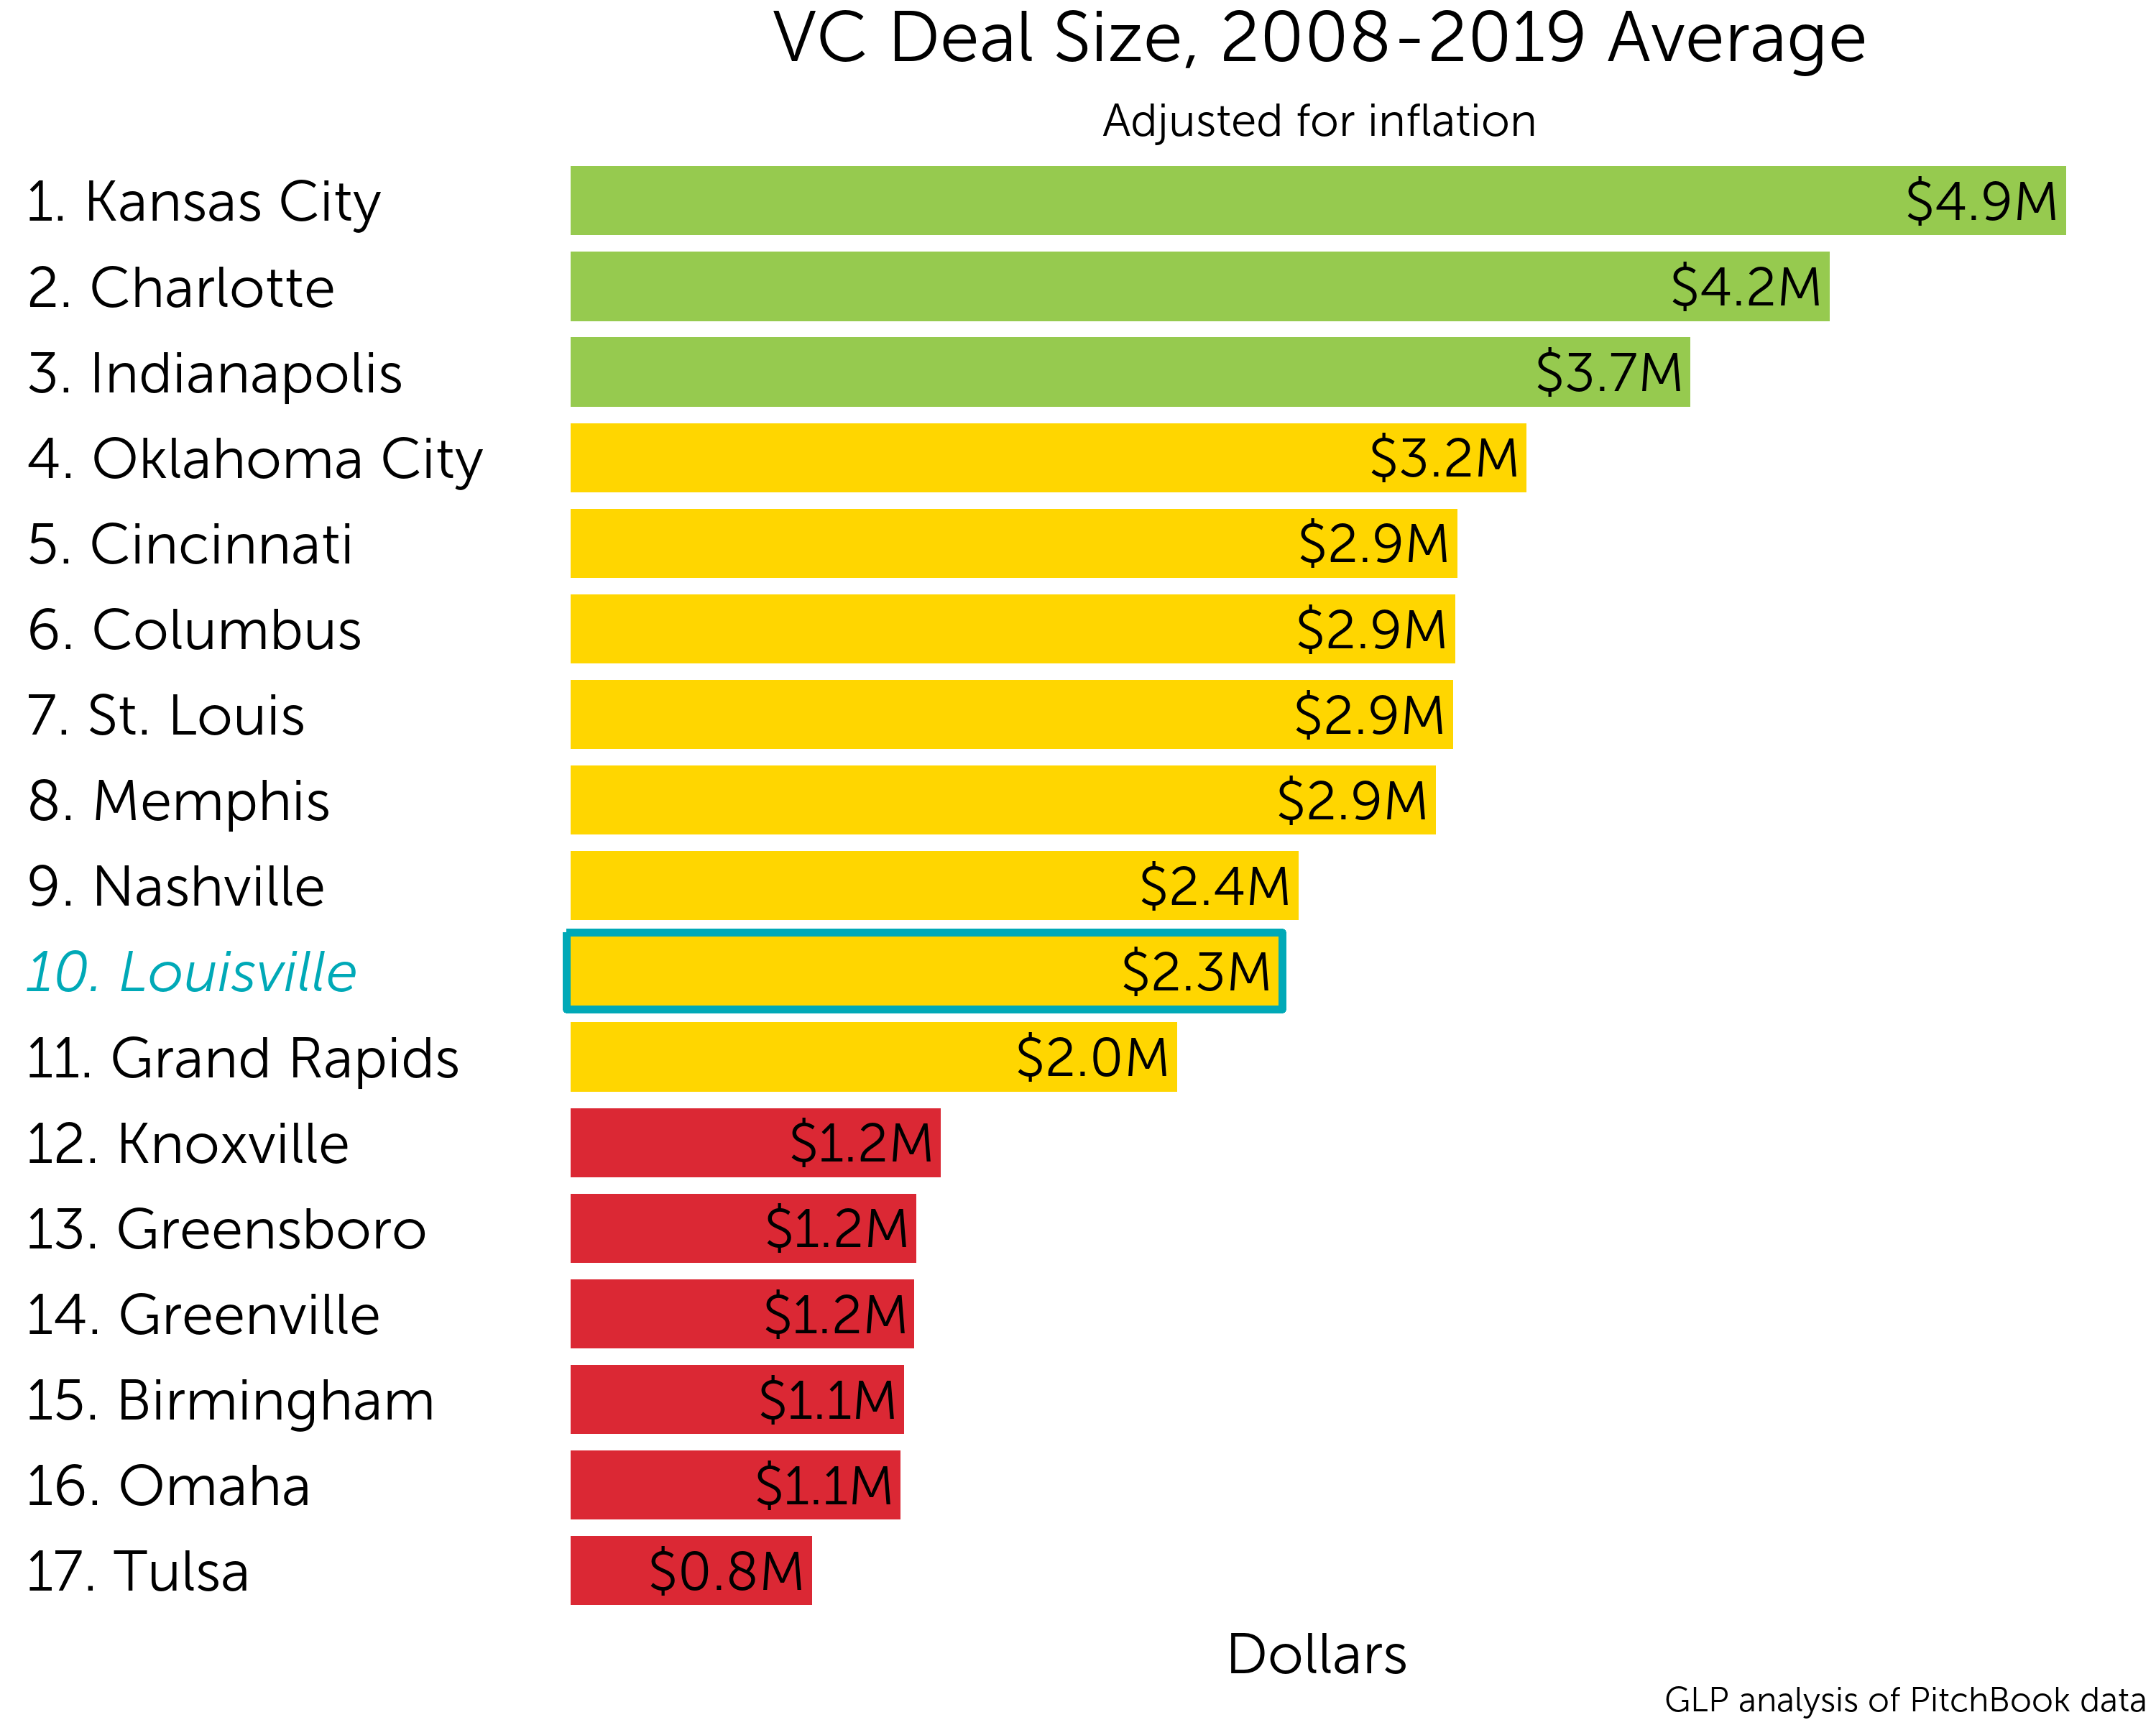 VC Deal Size, 2008-2019 Average
Adjusted for inflation
1. Kansas City $4.9M
2. Charlotte $4.2M
3. Indianapolis $3.7M
4. Oklahoma City $3.2M
5. Cincinnati $2.9M
6. Columbus $2.9M
7. St. Louis $2.9M
8. Memphis $2.9M
9. Nashville $2.4M
10. Louisville $2.3M
11. Grand Rapids $2.0M
12. Knoxville $1.2M
13. Greensboro $1.2M
14. Greenville $1.2M
15. Birmingham $1.1M
16. Omaha $1.1M
17. Tulsa $0.8M
Dollars
GLP analysis of PitchBook data